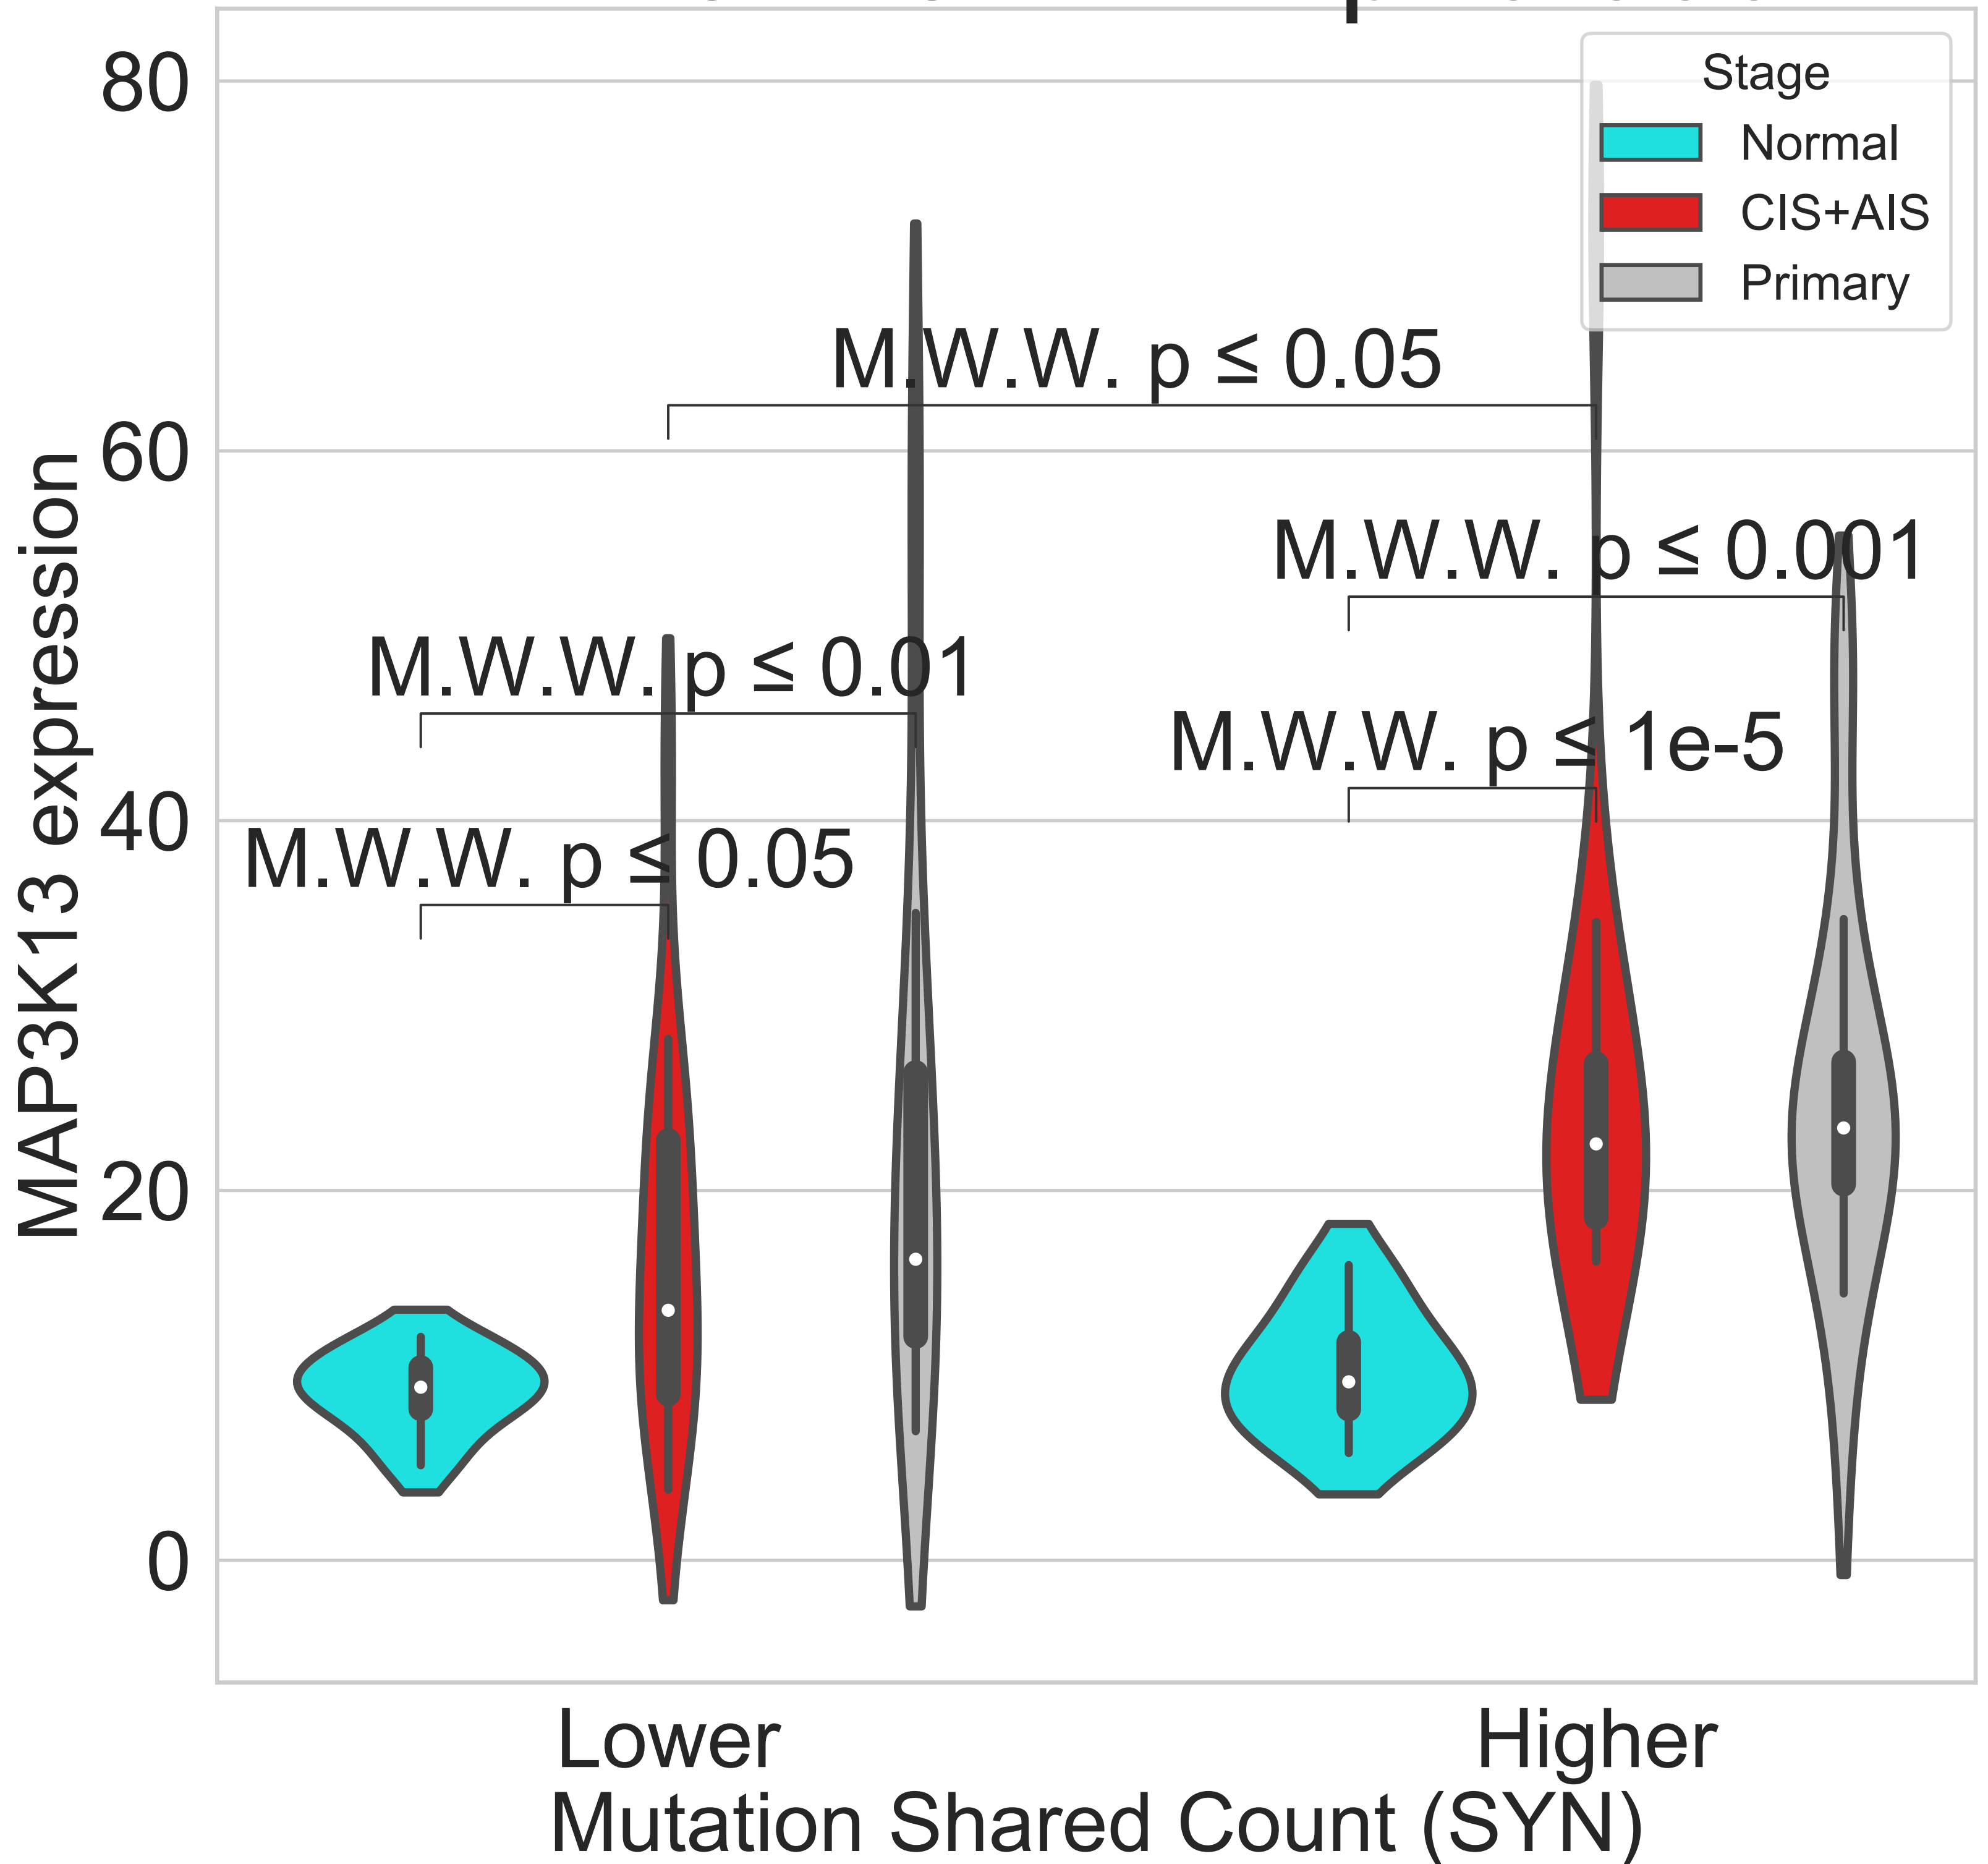 80
60
40
20
0
MAP3K13 expression
Stage
Normal
CIS+AIS
Primary
M.W.W. p ≤ 0.05
M.W.W. p ≤ 0.001
M.W.W. p ≤ 0.01
M.W.W. p ≤ 1e-5
M.W.W. p ≤ 0.05
Lower
Higher
Mutation Shared Count (SYN)